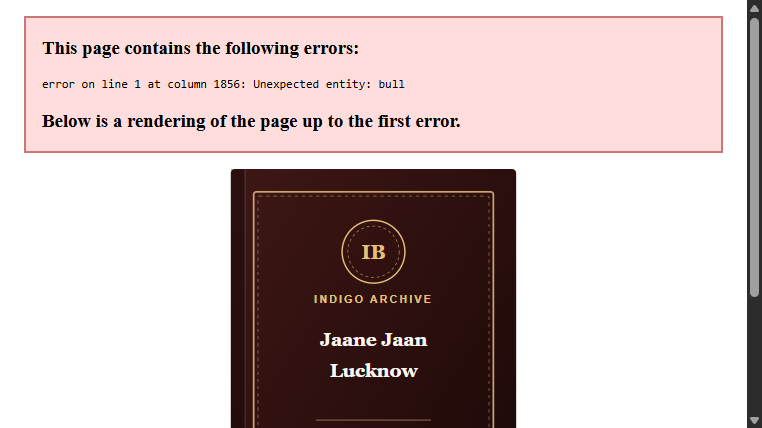 This page contains the following errors:
error on line 1 at column 1856: Unexpected entity: bull
Below is a rendering of the page up to the first error.
IB
INDIGO ARCHIVE
Jaane Jaan
Lucknow